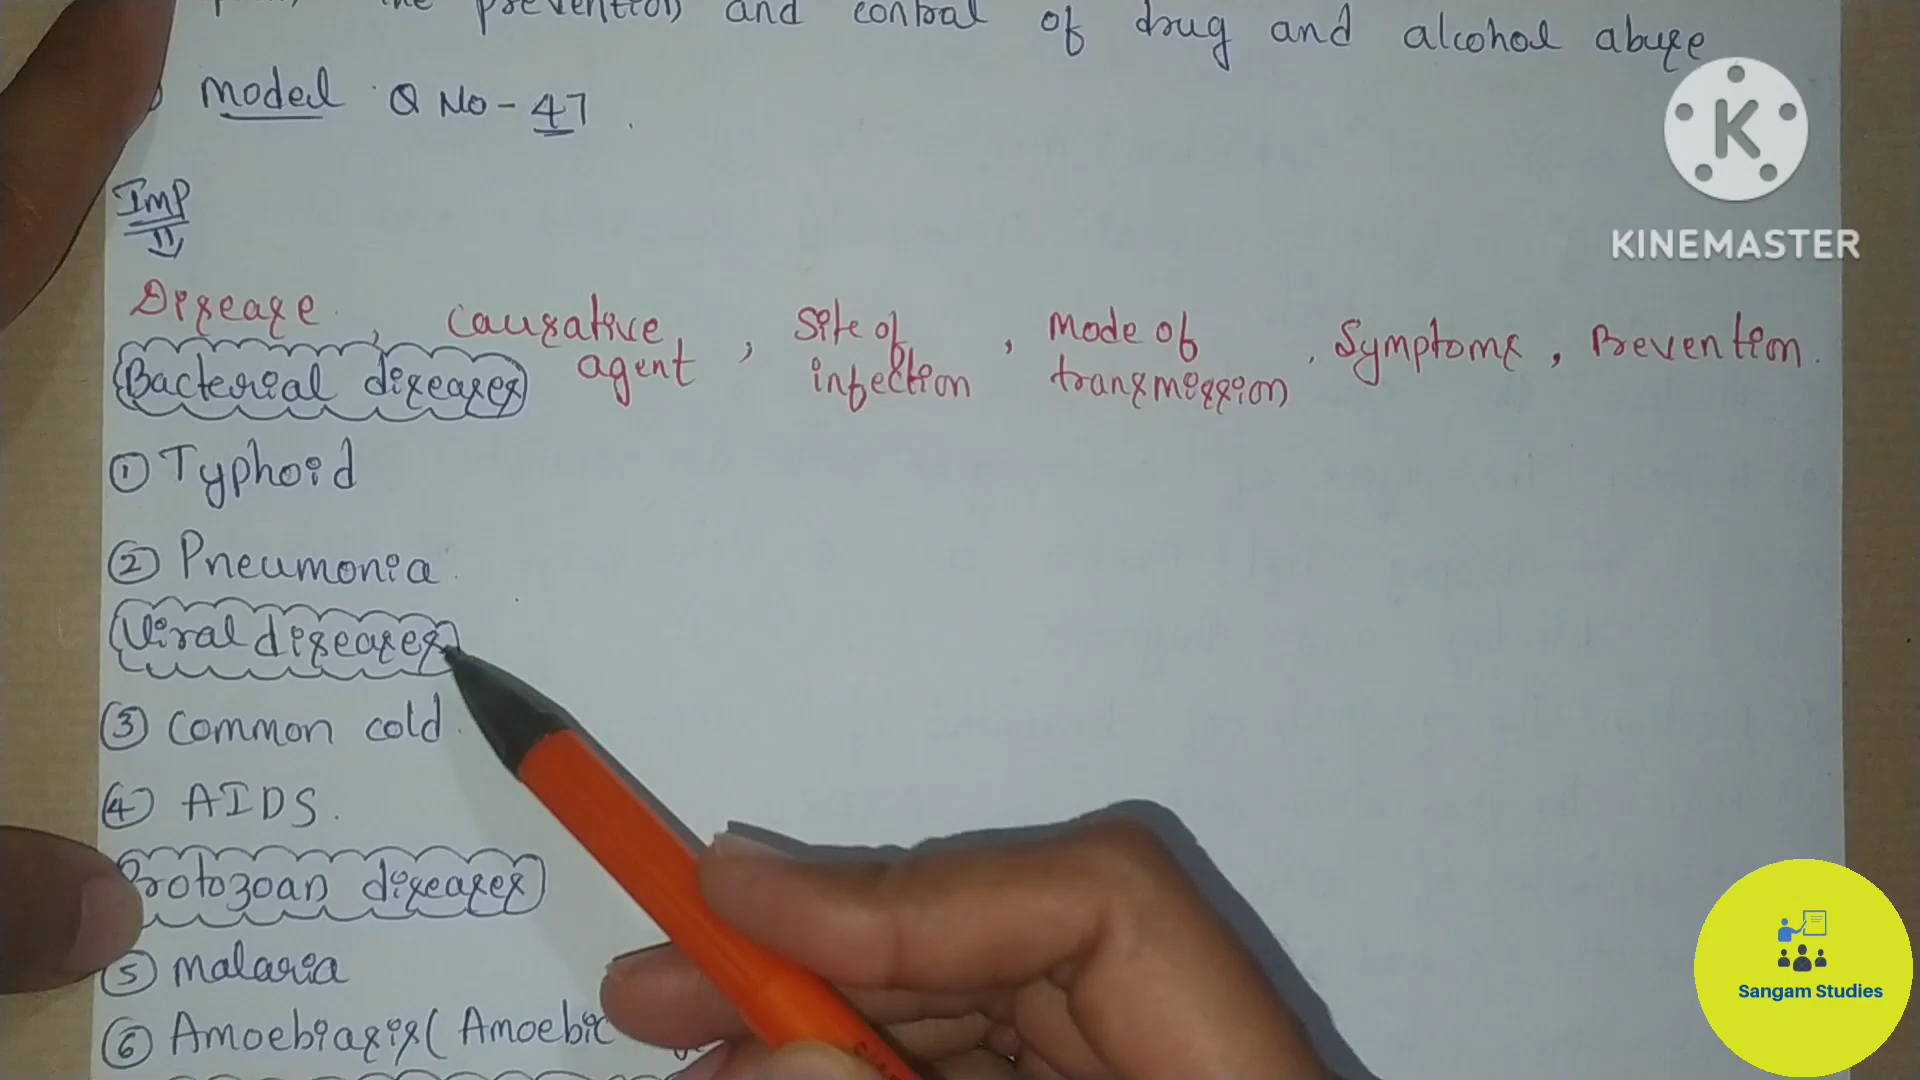 the prevention and control of drug and alcohol abuse
Model Q No - 47
Imp
Disease, Causative agent, Site of infection, Mode of transmission, Symptoms, Prevention.
Bacterial diseases
① Typhoid
② Pneumonia
Viral diseases
③ Common cold
④ AIDS.
Protozoan diseases
⑤ Malaria
⑥ Amoebiasis (Amoebic
K
KINEMASTER
Sangam Studies